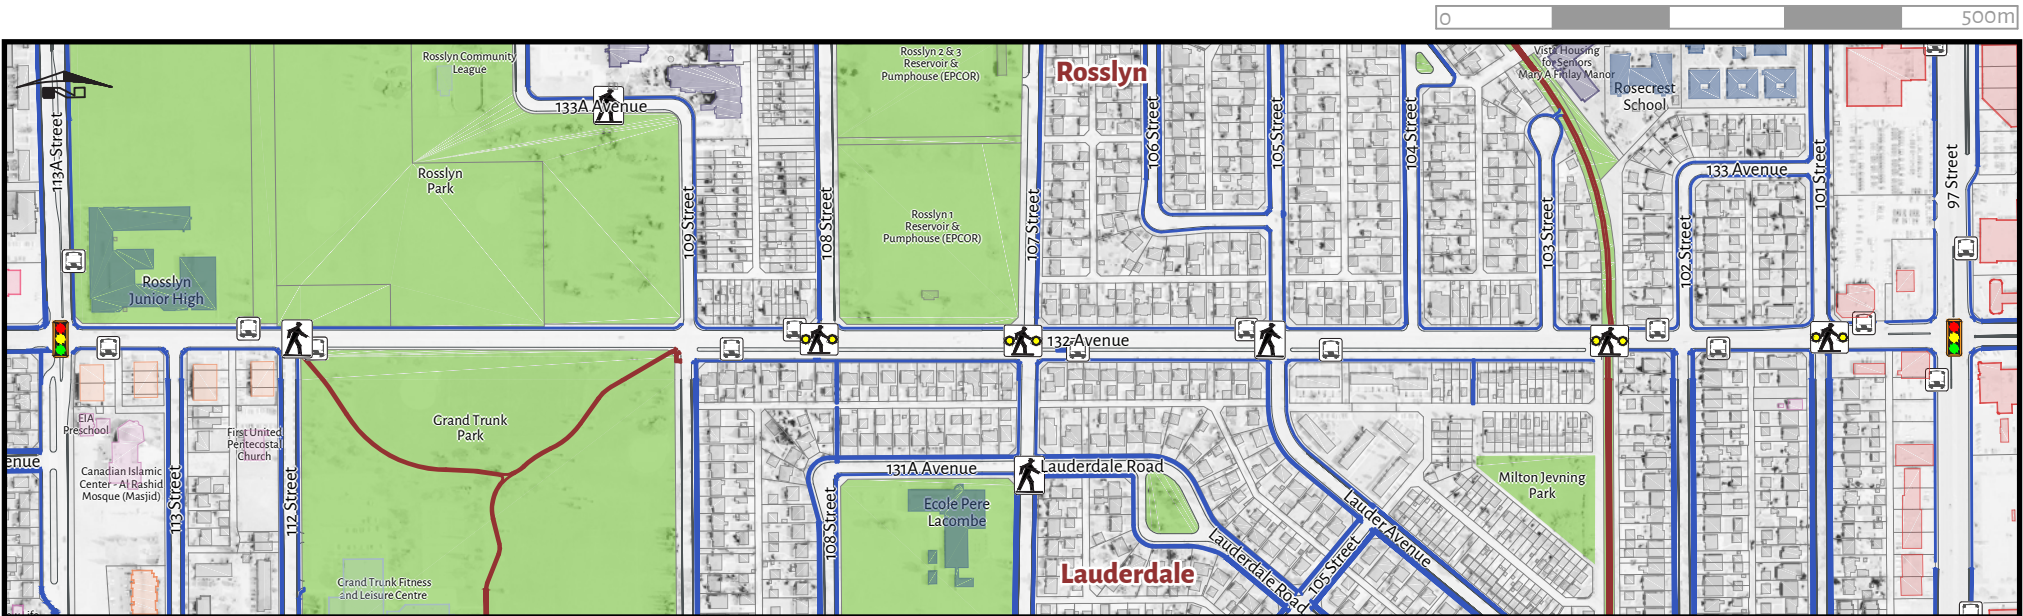 0
500m
Rosslyn Community
League
133A Avenue
Rosslyn 2 & 3
Reservoir &
Pumphouse (EPCOR)
Rosslyn
Vista Housing
for Seniors
Mary A Finlay Manor
Rosecrest
School
113A Street
Rosslyn
Park
109 Street
108 Street
Rosslyn 1
Reservoir &
Pumphouse (EPCOR)
107 Street
106 Street
105 Street
104 Street
103 Street
133 Avenue
102 Street
101 Street
97 Street
Rosslyn
Junior High
132 Avenue
EIA
Preschool
First United
Pentecostal
Church
Grand Trunk
Park
enue
Canadian Islamic
Center - Al Rashid
Mosque (Masjid)
113 Street
112 Street
131A Avenue
Lauderdale Road
Ecole Pere
Lacombe
108 Street
Milton Jevning
Park
Lauder Avenue
Lauderdale Road
105 Street
Grand Trunk Fitness
and Leisure Centre
Lauderdale